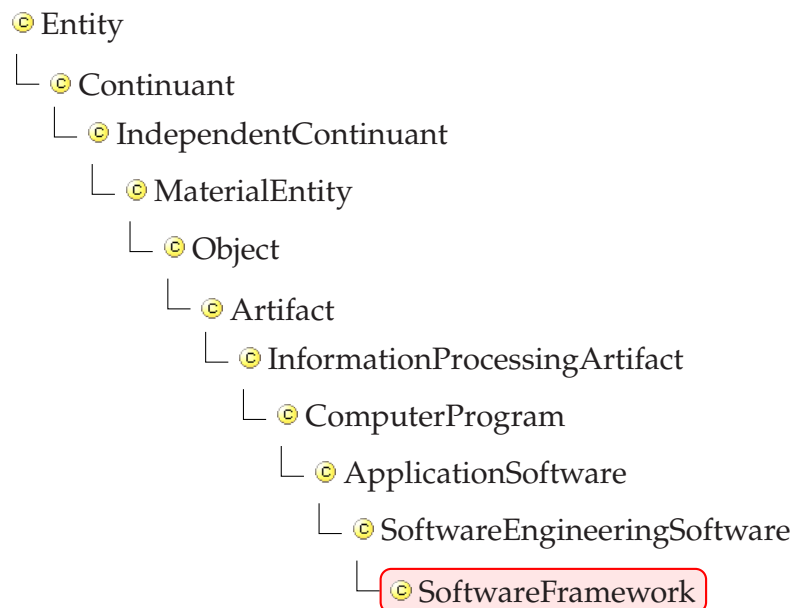 Entity
Continuant
IndependentContinuant
MaterialEntity
Object
Artifact
InformationProcessingArtifact
ComputerProgram
ApplicationSoftware
SoftwareEngineeringSoftware
SoftwareFramework